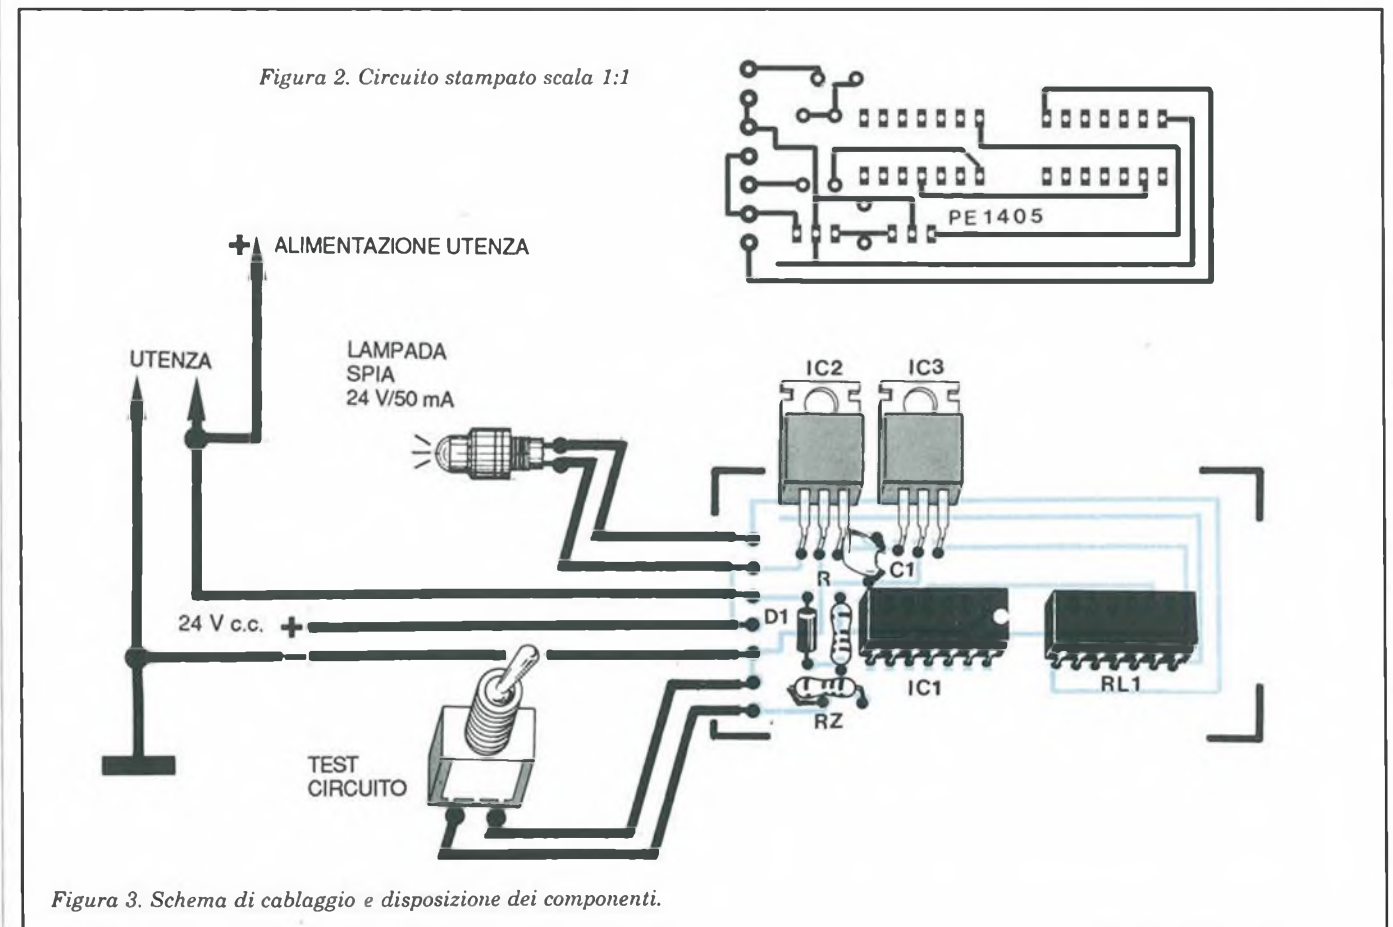 Figura 2. Circuito stampato scala 1:1
PE1405
+ ALIMENTAZIONE UTENZA
UTENZA
LAMPADA
SPIA
24 V/50 mA
IC2
IC3
C1
R
D1
24 V c.c. +
IC1
RL1
RZ
TEST
CIRCUITO
Figura 3. Schema di cablaggio e disposizione dei componenti.